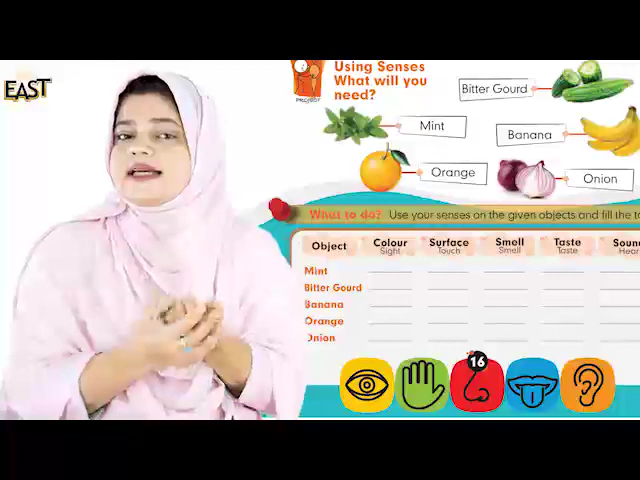 EAST
Using Senses
What will you
need?
PROJECT
Bitter Gourd
Mint
Banana
Orange
Onion
What to do? Use your senses on the given objects and fill the
Object Colour Surface Smell Taste
Sight Touch Smell Taste Hear
Mint
Bitter Gourd
Banana
Orange
Onion
16